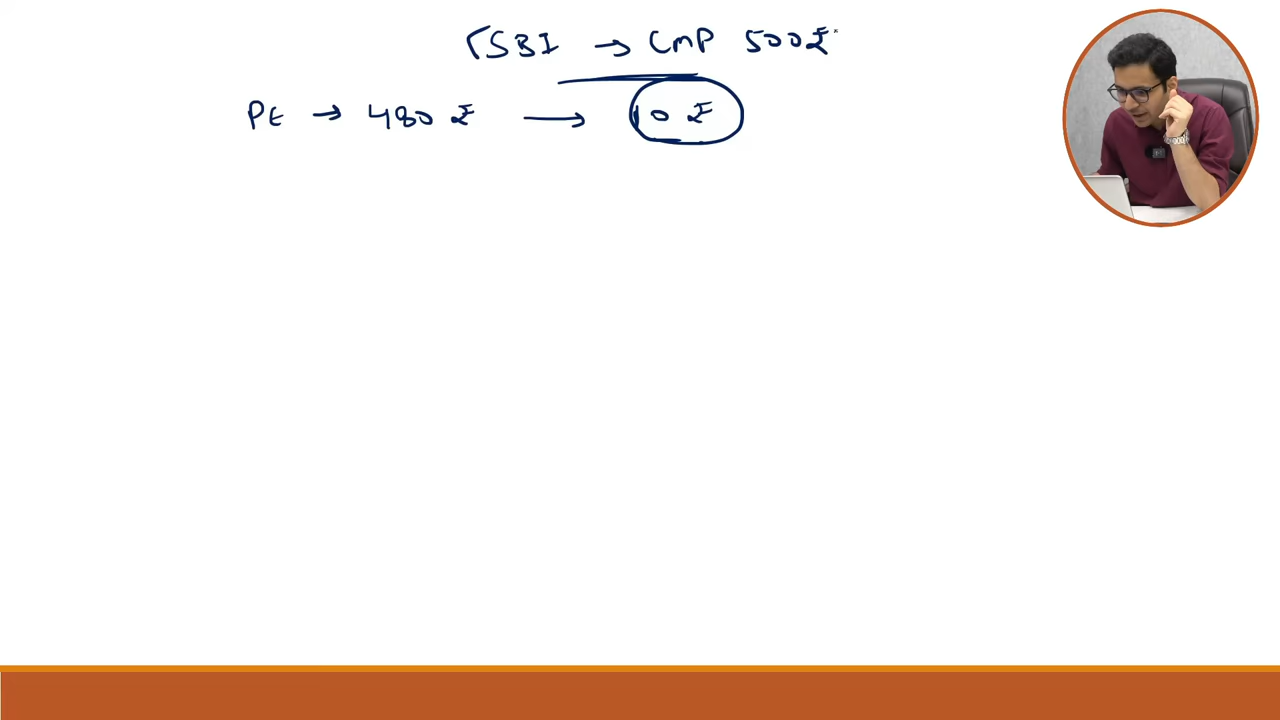 SBI → CMP 500₹
PE → 480 ₹ → 10 ₹